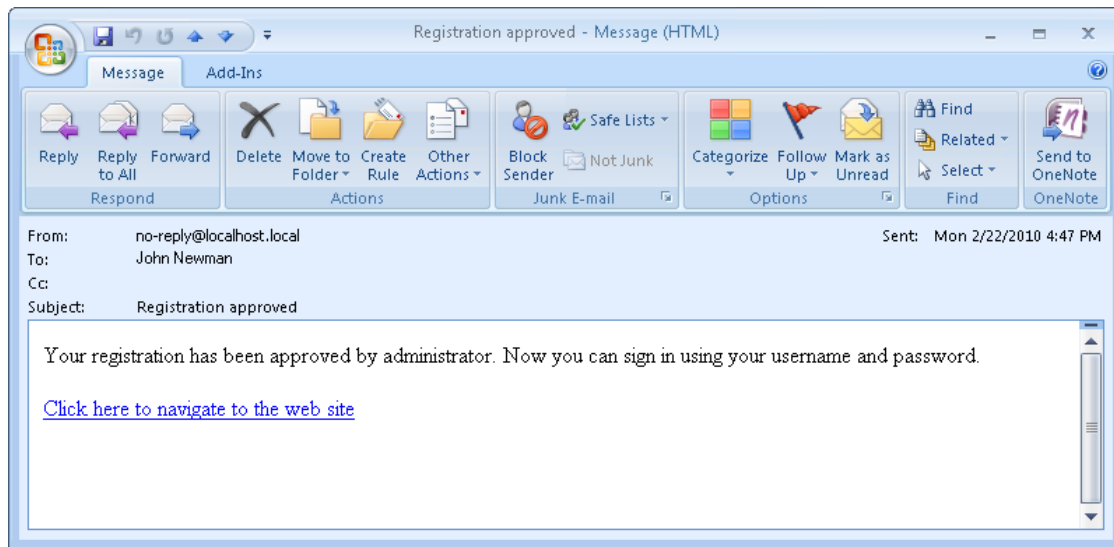 Registration approved - Message (HTML)
Message Add-Ins
Reply Reply to All Forward Delete Move to Folder Create Rule Other Actions Block Sender Safe Lists Not Junk Categorize Follow Up Mark as Unread Find Related Select Send to OneNote
Respond Actions Junk E-mail Options Find OneNote
From: no-reply@localhost.local Sent: Mon 2/22/2010 4:47 PM
To: John Newman
Cc:
Subject: Registration approved
Your registration has been approved by administrator. Now you can sign in using your username and password.
Click here to navigate to the web site